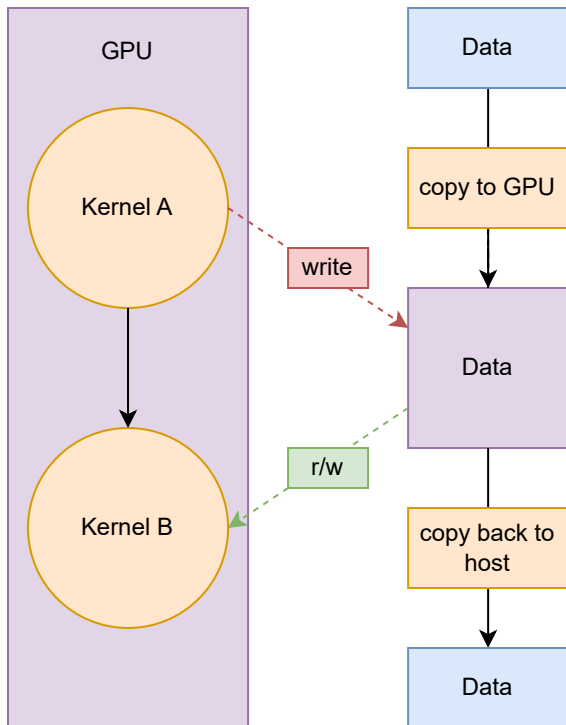 GPU
Data
Kernel A
copy to GPU
write
Data
r/w
Kernel B
copy back to
host
Data